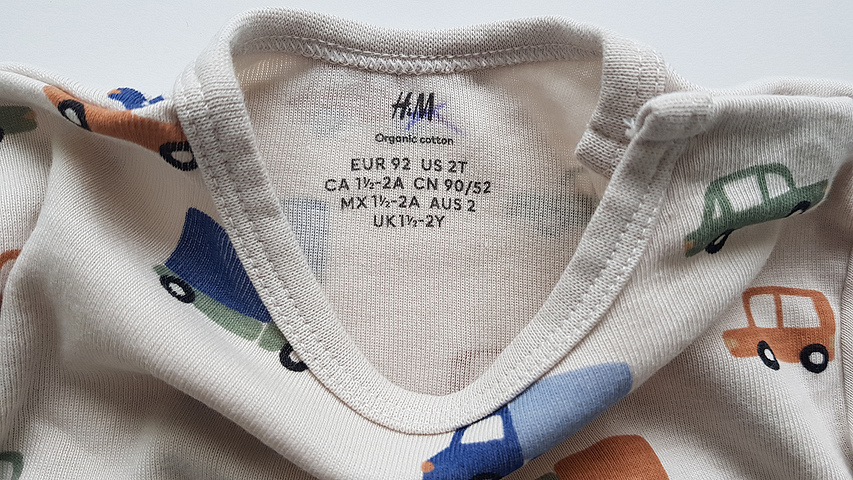 H&M
Organic cotton
EUR 92 US 2T
CA 1½-2A CN 90/52
MX 1½-2A AUS 2
UK 1½-2Y